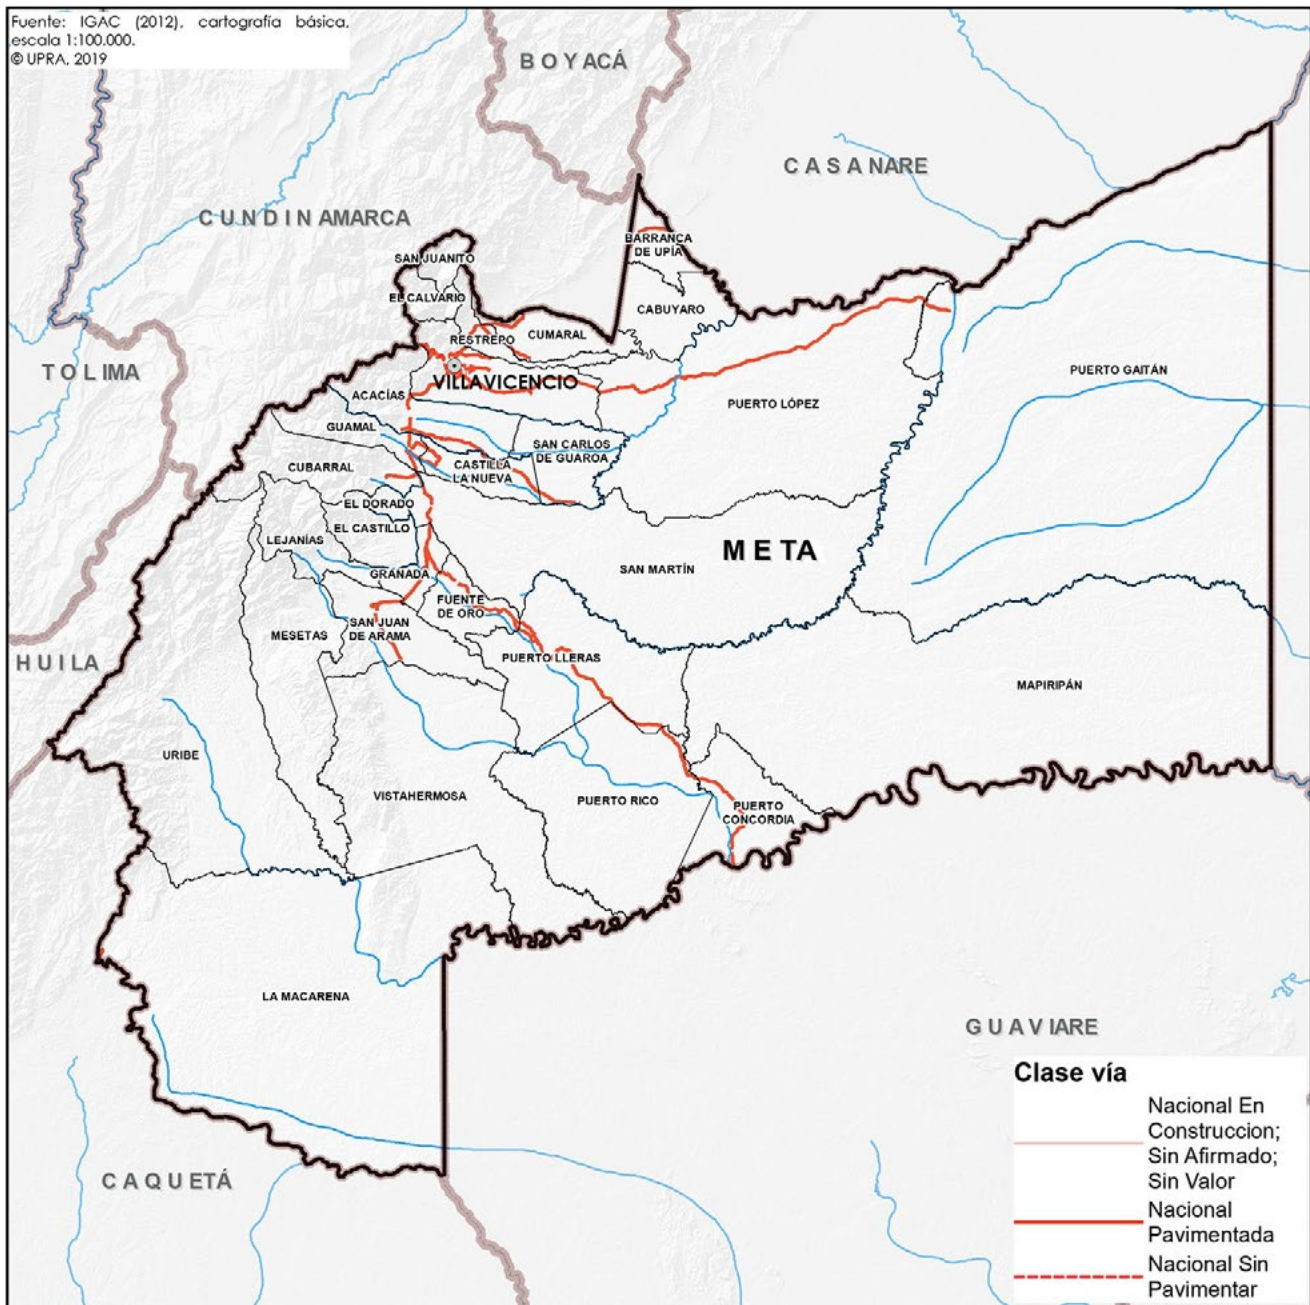 Fuente: IGAC (2012), cartografía básica,
escala 1:100.000.
© UPRA, 2019
BOYACÁ
CASANARE
CUNDINAMARCA
BARRANCA
DE UPÍA
SAN JUANITO
EL CALVARIO
CABUYARO
RESTREPO
CUMARAL
TOLIMA
VILLAVICENCIO
PUERTO GAITÁN
ACACÍAS
PUERTO LÓPEZ
GUAMAL
SAN CARLOS
DE GUAROA
CUBARRAL
CASTILLA
LA NUEVA
EL DORADO
EL CASTILLO
LEJANÍAS
META
SAN MARTÍN
GRANADA
FUENTE
DE ORO
SAN JUAN
DE ARAMA
MESETAS
HUILA
PUERTO LLERAS
MAPIRIPÁN
URIBE
VISTAHERMOSA
PUERTO RICO
PUERTO
CONCORDIA
LA MACARENA
GUAVIARE
CAQUETÁ
Clase vía
Nacional En
Construccion;
Sin Afirmado;
Sin Valor
Nacional
Pavimentada
Nacional Sin
Pavimentar